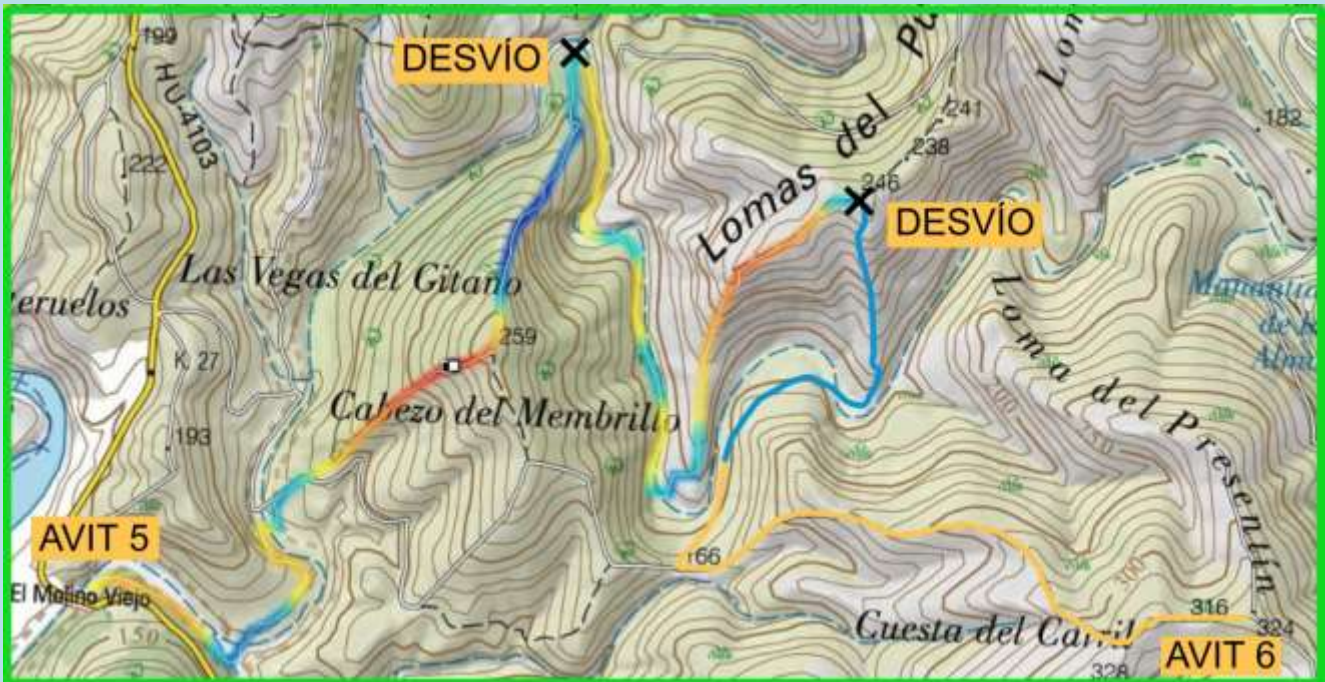 199
DESVÍO
HU-4103
222
Lomas del
241
238
182
246
DESVÍO
Las Vegas del Gitano
eruelos
259
K 27
Cabezo del Membrillo
193
Loma del Presentín
de
AVIT 5
166
El Molino Viejo
150
300
Cuesta del Carril
316
324
328
AVIT 6